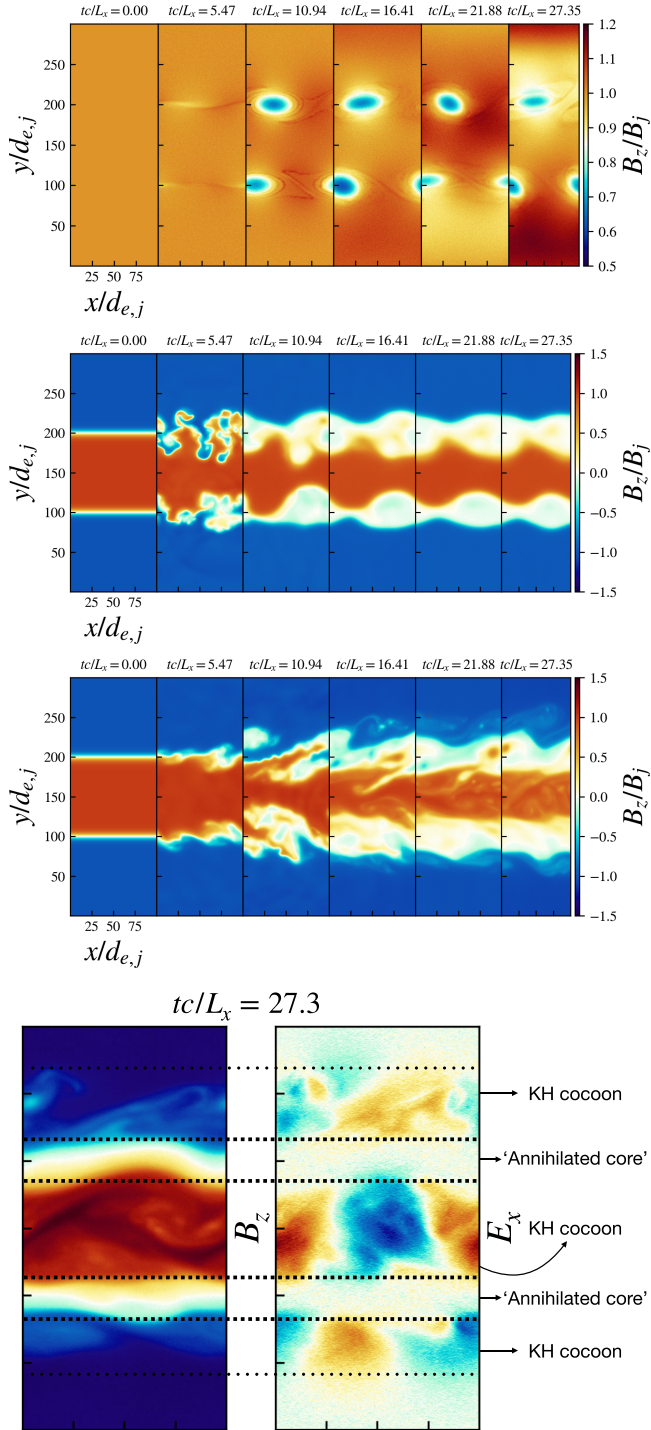 tc/L_x = 0.00 tc/L_x = 5.47 tc/L_x = 10.94 tc/L_x = 16.41 tc/L_x = 21.88 tc/L_x = 27.35
y/d_{e,j}
250
200
150
100
50
25 50 75
x/d_{e,j}
1.2
1.1
1.0
0.9
0.8
0.7
0.6
0.5
B_z/B_j
tc/L_x = 0.00 tc/L_x = 5.47 tc/L_x = 10.94 tc/L_x = 16.41 tc/L_x = 21.88 tc/L_x = 27.35
y/d_{e,j}
250
200
150
100
50
25 50 75
x/d_{e,j}
1.5
1.0
0.5
0.0
−0.5
−1.0
−1.5
B_z/B_j
tc/L_x = 0.00 tc/L_x = 5.47 tc/L_x = 10.94 tc/L_x = 16.41 tc/L_x = 21.88 tc/L_x = 27.35
y/d_{e,j}
250
200
150
100
50
25 50 75
x/d_{e,j}
1.5
1.0
0.5
0.0
−0.5
−1.0
−1.5
B_z/B_j
tc/L_x = 27.3
B_z
E_x
KH cocoon
‘Annihilated core’
KH cocoon
‘Annihilated core’
KH cocoon